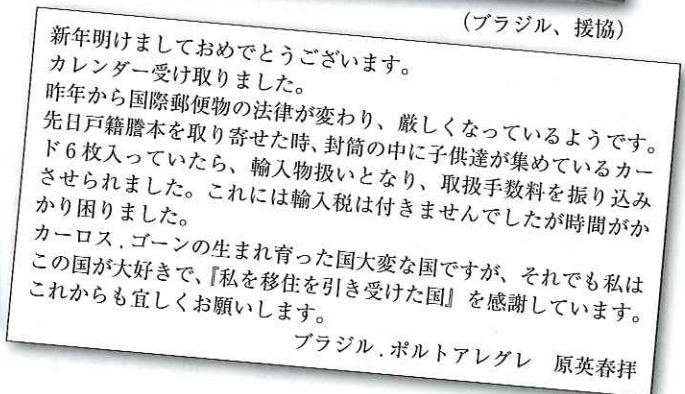 (ブラジル、援協)
新年明けましておめでとうございます。
カレンダー受け取りました。
昨年から国際郵便物の法律が変わり、厳しくなっているようです。
先日戸籍謄本を取り寄せた時、封筒の中に子供達が集めているカー
ド6枚入っていたら、輸入物扱いとなり、取扱手数料を振り込み
させられました。これには輸入税は付きませんでしたが時間がか
かり困りました。
カーロス.ゴーンの生まれ育った国大変な国ですが、それでも私は
この国が大好きで、『私を移住を引き受けた国』を感謝しています。
これからも宜しくお願いします。
ブラジル.ポルトアレグレ 原英春拝